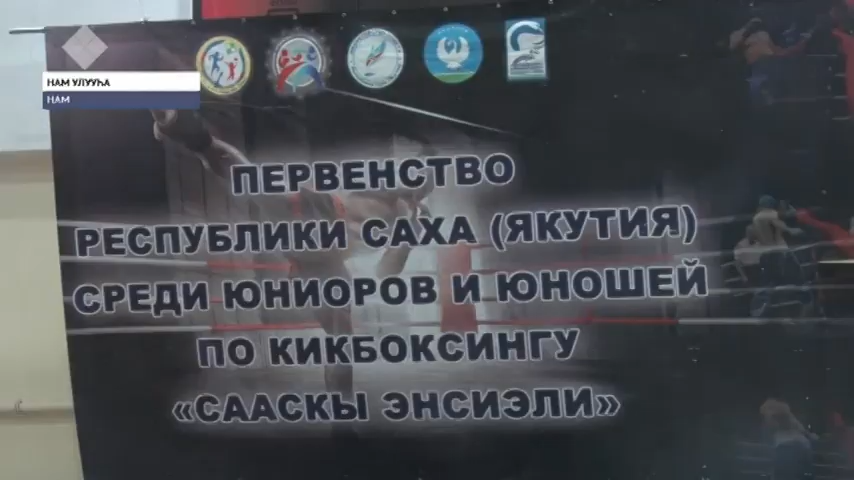 НАМ УЛУУҺА
НАМ
ПЕРВЕНСТВО
РЕСПУБЛИКИ САХА (ЯКУТИЯ)
СРЕДИ ЮНИОРОВ И ЮНОШЕЙ
ПО КИКБОКСИНГУ
«СААСКЫ ЭНСИЭЛИ»